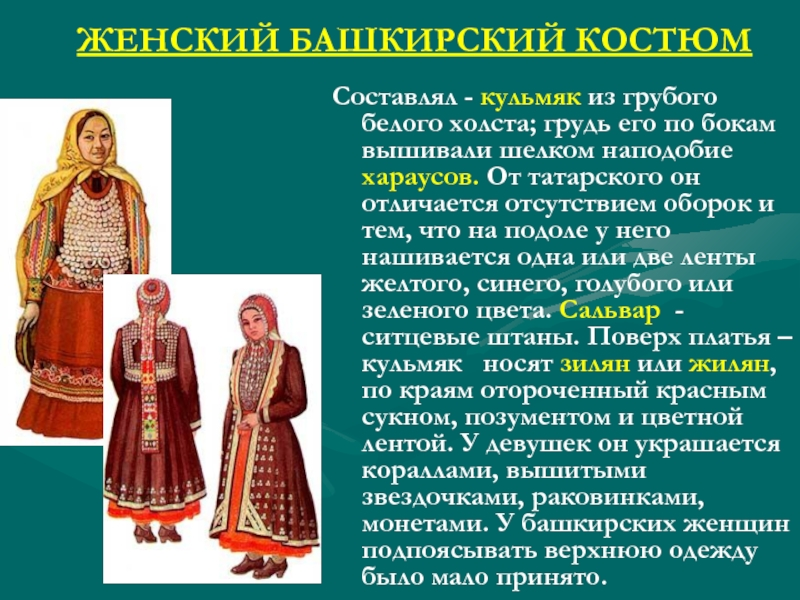 ЖЕНСКИЙ БАШКИРСКИЙ КОСТЮМ
Составлял - кульмяк из грубого
белого холста; грудь его по бокам
вышивали шелком наподобие
хараусов. От татарского он
отличается отсутствием оборок и
тем, что на подоле у него
нашивается одна или две ленты
желтого, синего, голубого или
зеленого цвета. Сальвар -
ситцевые штаны. Поверх платья –
кульмяк носят зилян или жилян,
по краям отороченный красным
сукном, позументом и цветной
лентой. У девушек он украшается
кораллами, вышитыми
звездочками, раковинками,
монетами. У башкирских женщин
подпоясывать верхнюю одежду
было мало принято.